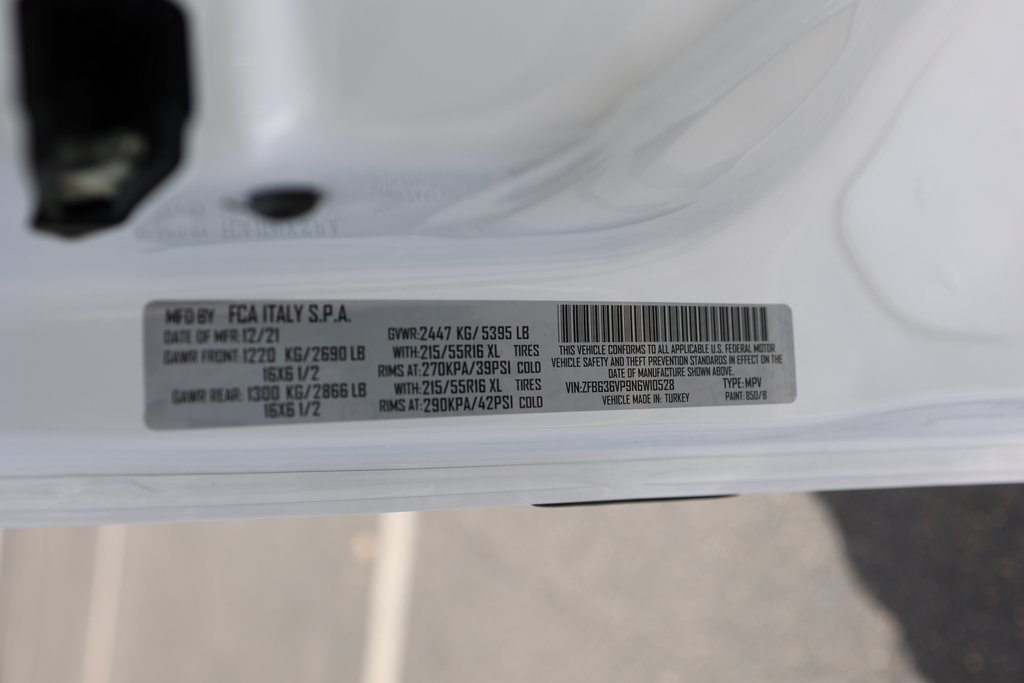 MFD BY FCA ITALY S.P.A.
DATE OF MFR: 12/21
GAWR FRONT: 1220 KG/2690 LB
16X6 1/2
GAWR REAR: 1300 KG/2866 LB
16X6 1/2
GVWR: 2447 KG/ 5395 LB
WITH: 215/55R16 XL TIRES
RIMS AT: 270KPA/39PSI COLD
WITH: 215/55R16 XL TIRES
RIMS AT: 290KPA/42PSI COLD
THIS VEHICLE CONFORMS TO ALL APPLICABLE U.S. FEDERAL MOTOR
VEHICLE SAFETY AND THEFT PREVENTION STANDARDS IN EFFECT ON THE
DATE OF MANUFACTURE SHOWN ABOVE.
VIN: ZFBG36VP9N6W10528 TYPE: MPV
VEHICLE MADE IN: TURKEY PAINT: 850/B